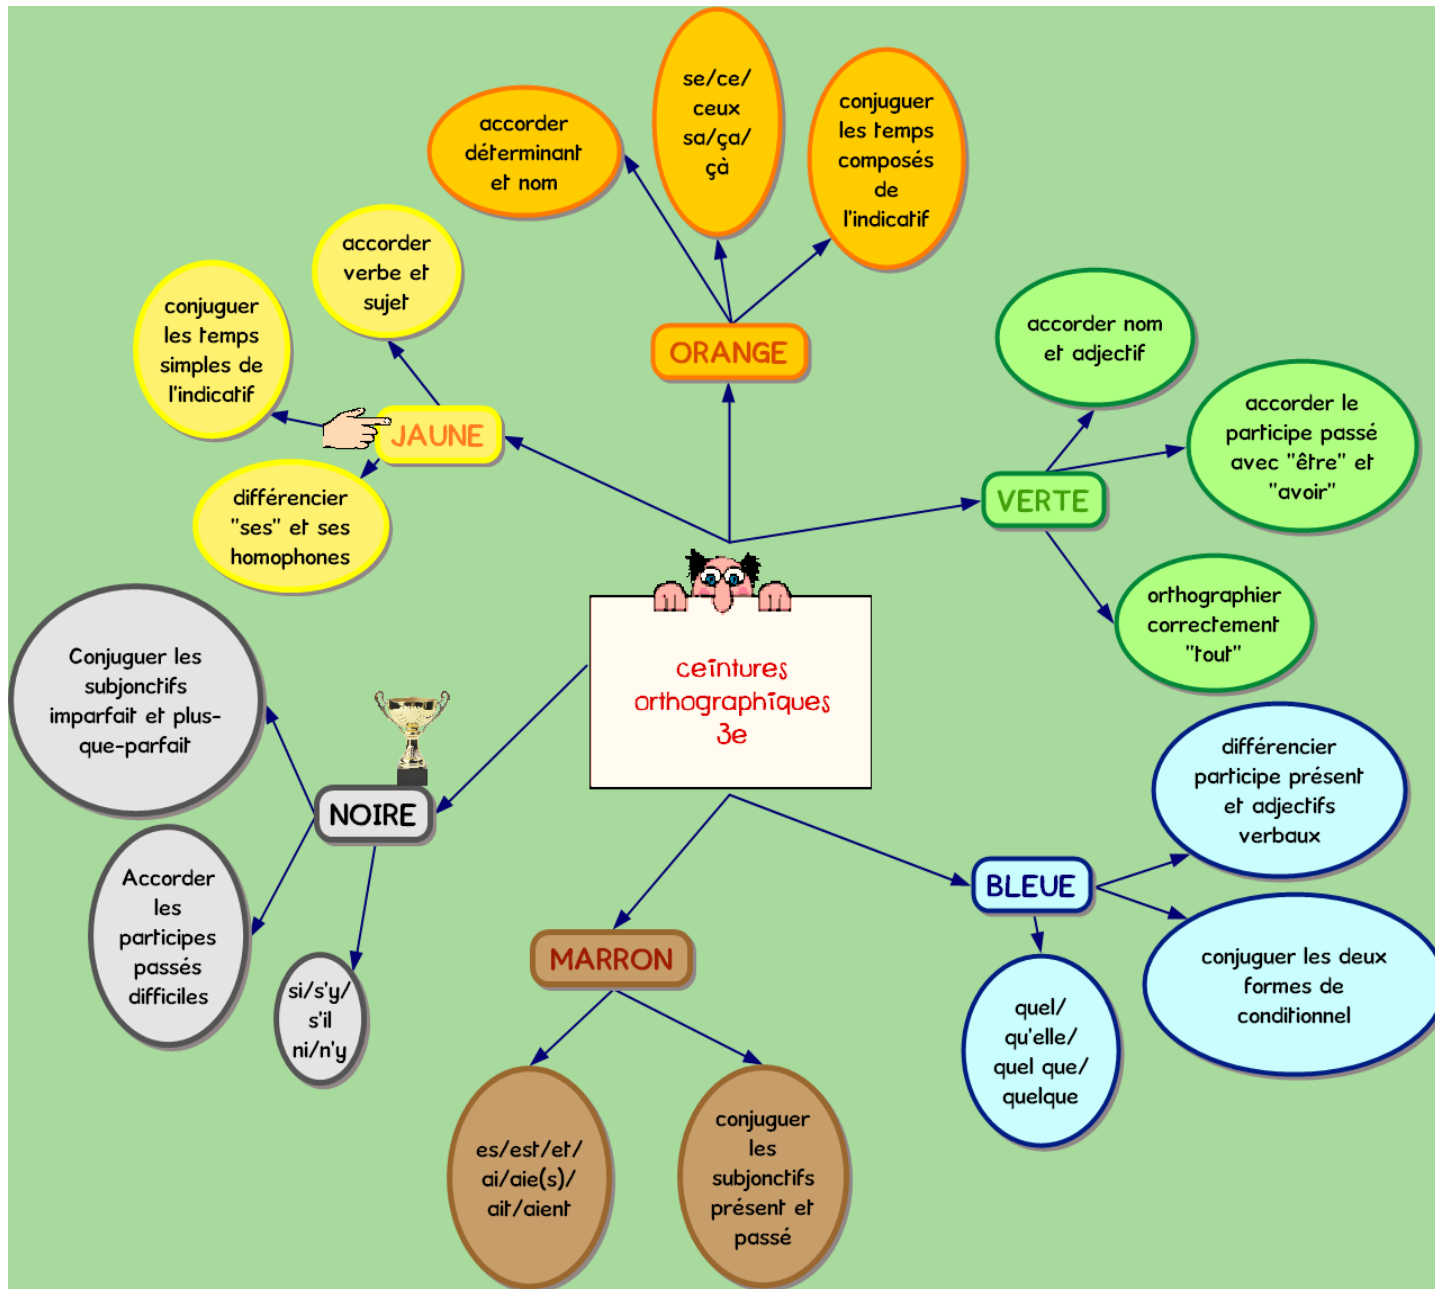 ceintures
orthographiques
3e
JAUNE
conjuguer
les temps
simples de
l'indicatif
accorder
verbe et
sujet
différencier
"ses" et ses
homophones
ORANGE
accorder
déterminant
et nom
se/ce/
ceux
sa/ça/
çà
conjuguer
les temps
composés
de
l'indicatif
VERTE
accorder nom
et adjectif
accorder le
participe passé
avec "être" et
"avoir"
orthographier
correctement
"tout"
BLEUE
différencier
participe présent
et adjectifs
verbaux
conjuguer les deux
formes de
conditionnel
quel/
qu'elle/
quel que/
quelque
MARRON
es/est/et/
ai/aie(s)/
ait/aient
conjuguer
les
subjonctifs
présent et
passé
NOIRE
Conjuguer les
subjonctifs
imparfait et plus-
que-parfait
Accorder
les
participes
passés
difficiles
si/s'y/
s'il
ni/n'y